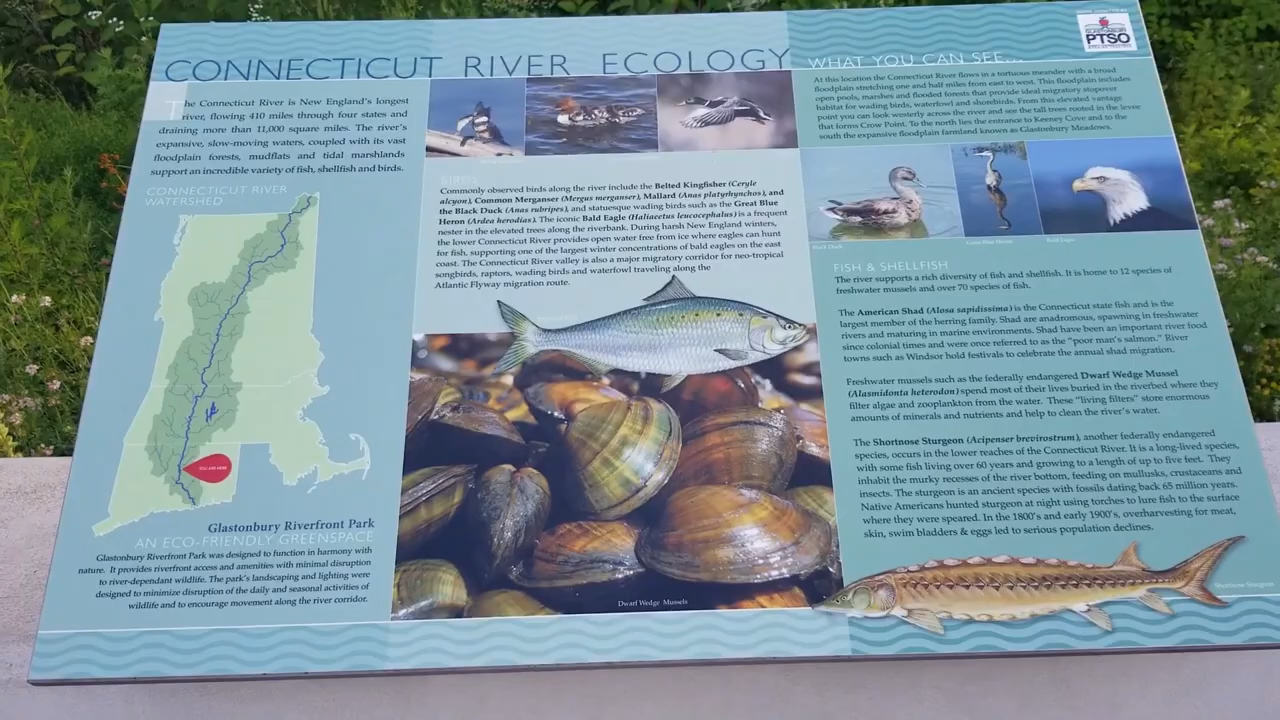 CONNECTICUT RIVER ECOLOGY
The Connecticut River is New England's longest
river, flowing 410 miles through four states and
draining more than 11,000 square miles. The river's
expansive, slow-moving waters, coupled with its vast
floodplain forests, mudflats and tidal marshlands
support an incredible variety of fish, shellfish and birds.
CONNECTICUT RIVER
WATERSHED
YOU ARE HERE
Glastonbury Riverfront Park
AN ECO-FRIENDLY GREENSPACE
Glastonbury Riverfront Park was designed to function in harmony with
nature. It provides riverfront access and amenities with minimal disruption
to river-dependant wildlife. The park's landscaping and lighting were
designed to minimize disruption of the daily and seasonal activities of
wildlife and to encourage movement along the river corridor.
BIRDS
Commonly observed birds along the river include the Belted Kingfisher (Ceryle
alcyon), Common Merganser (Mergus merganser), Mallard (Anas platyrhynchos), and
the Black Duck (Anas rubripes), and statuesque wading birds such as the Great Blue
Heron (Ardea herodias). The iconic Bald Eagle (Haliaeetus leucocephalus) is a frequent
nester in the elevated trees along the riverbank. During harsh New England winters,
the lower Connecticut River provides open water free from ice where eagles can hunt
for fish, supporting one of the largest winter concentrations of bald eagles on the east
coast. The Connecticut River valley is also a major migratory corridor for neo-tropical
songbirds, raptors, wading birds and waterfowl traveling along the
Atlantic Flyway migration route.
Dwarf Wedge Mussels
WHAT YOU CAN SEE...
GLASTONBURY
PTSO
At this location the Connecticut River flows in a tortuous meander with a broad
floodplain stretching one and half miles from east to west. This floodplain includes
open pools, marshes and flooded forests that provide ideal migratory stopover
habitat for wading birds, waterfowl and shorebirds. From this elevated vantage
point you can look westerly across the river and see the tall trees rooted in the levee
that forms Crow Point. To the north lies the entrance to Keeney Cove and to the
south the expansive floodplain farmland known as Glastonbury Meadows.
Black Duck
Great Blue Heron
Bald Eagle
FISH & SHELLFISH
The river supports a rich diversity of fish and shellfish. It is home to 12 species of
freshwater mussels and over 70 species of fish.
The American Shad (Alosa sapidissima) is the Connecticut state fish and is the
largest member of the herring family. Shad are anadromous, spawning in freshwater
rivers and maturing in marine environments. Shad have been an important river food
since colonial times and were once referred to as the "poor man's salmon." River
towns such as Windsor hold festivals to celebrate the annual shad migration.
Freshwater mussels such as the federally endangered Dwarf Wedge Mussel
(Alasmidonta heterodon) spend most of their lives buried in the riverbed where they
filter algae and zooplankton from the water. These "living filters" store enormous
amounts of minerals and nutrients and help to clean the river's water.
The Shortnose Sturgeon (Acipenser brevirostrum), another federally endangered
species, occurs in the lower reaches of the Connecticut River. It is a long-lived species,
with some fish living over 60 years and growing to a length of up to five feet. They
inhabit the murky recesses of the river bottom, feeding on mullusks, crustaceans and
insects. The sturgeon is an ancient species with fossils dating back 65 million years.
Native Americans hunted sturgeon at night using torches to lure fish to the surface
where they were speared. In the 1800's and early 1900's, overharvesting for meat,
skin, swim bladders & eggs led to serious population declines.
Shortnose Sturgeon